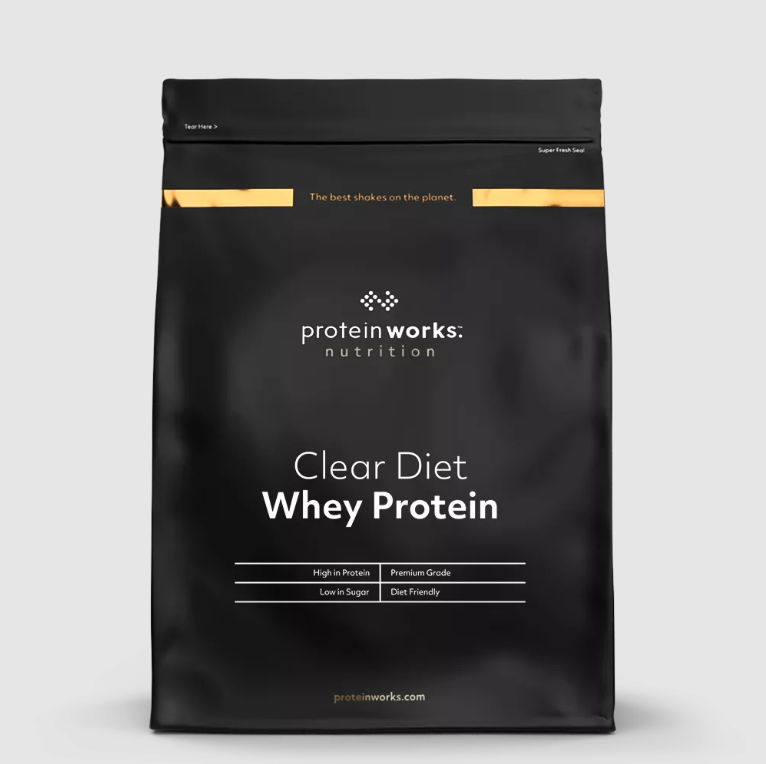 Tear Here >
Super Fresh Seal
The best shakes on the planet.
protein works:™
nutrition
Clear Diet
Whey Protein
High in Protein Premium Grade
Low in Sugar Diet Friendly
proteinworks.com